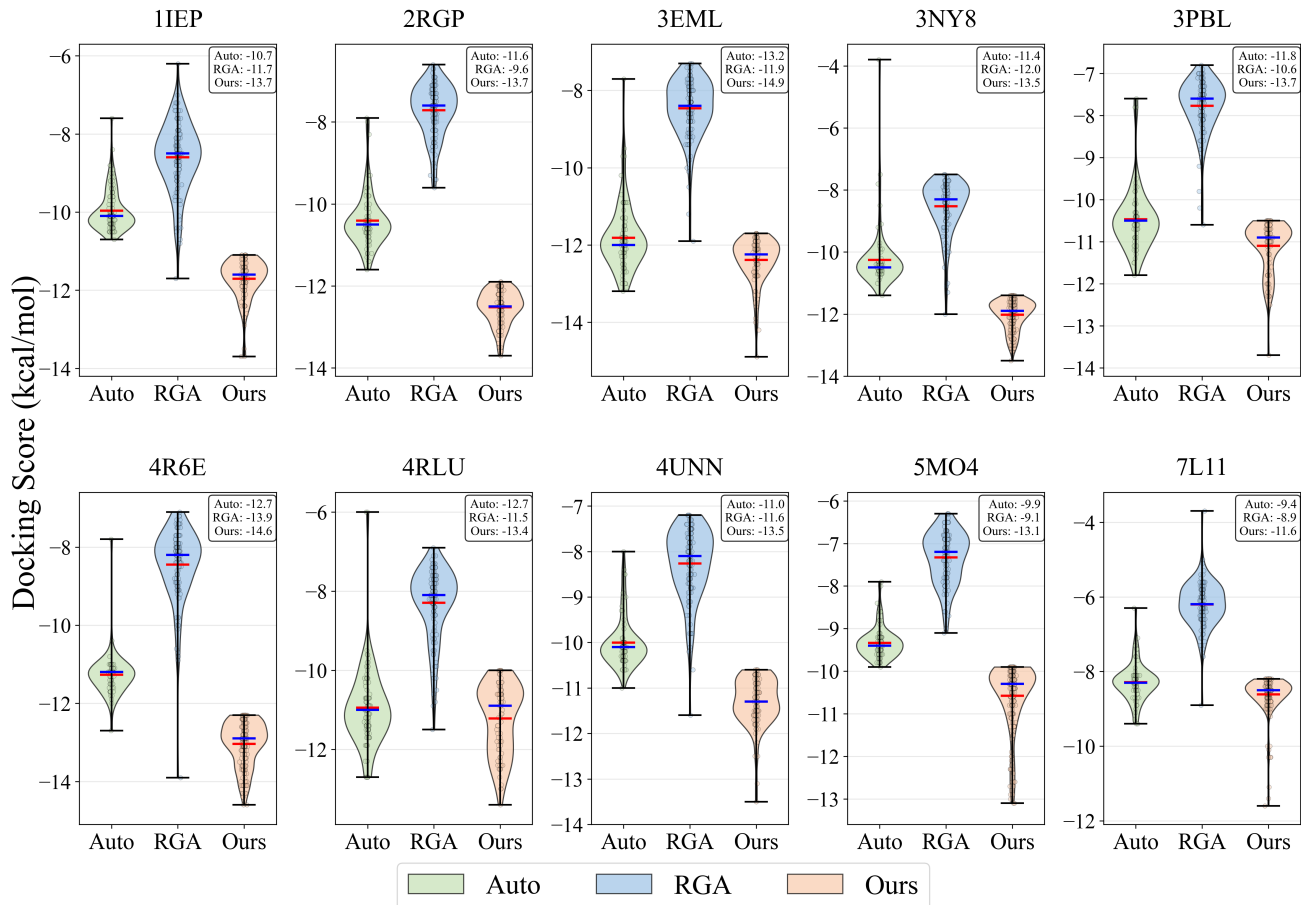 1IEP 2RGP 3EML 3NY8 3PBL
Docking Score (kcal/mol)
−6
−8
−10
−12
−14
Auto: -10.7
RGA: -11.7
Ours: -13.7
Auto RGA Ours
−8
−10
−12
−14
Auto: -11.6
RGA: -9.6
Ours: -13.7
Auto RGA Ours
−8
−10
−12
−14
Auto: -13.2
RGA: -11.9
Ours: -14.9
Auto RGA Ours
−4
−6
−8
−10
−12
−14
Auto: -11.4
RGA: -12.0
Ours: -13.5
Auto RGA Ours
−7
−8
−9
−10
−11
−12
−13
−14
Auto: -11.8
RGA: -10.6
Ours: -13.7
Auto RGA Ours
4R6E 4RLU 4UNN 5MO4 7L11
−8
−10
−12
−14
Auto: -12.7
RGA: -13.9
Ours: -14.6
Auto RGA Ours
−6
−8
−10
−12
Auto: -12.7
RGA: -11.5
Ours: -13.4
Auto RGA Ours
−7
−8
−9
−10
−11
−12
−13
−14
Auto: -11.0
RGA: -11.6
Ours: -13.5
Auto RGA Ours
−6
−7
−8
−9
−10
−11
−12
−13
Auto: -9.9
RGA: -9.1
Ours: -13.1
Auto RGA Ours
−4
−6
−8
−10
−12
Auto: -9.4
RGA: -8.9
Ours: -11.6
Auto RGA Ours
Auto RGA Ours